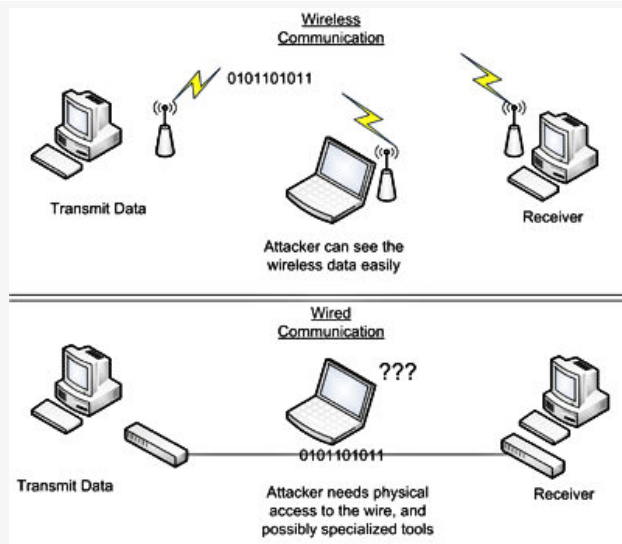 Wireless
Communication
0101101011
Transmit Data
Attacker can see the
wireless data easily
Receiver
Wired
Communication
???
0101101011
Transmit Data
Attacker needs physical
access to the wire, and
possibly specialized tools
Receiver